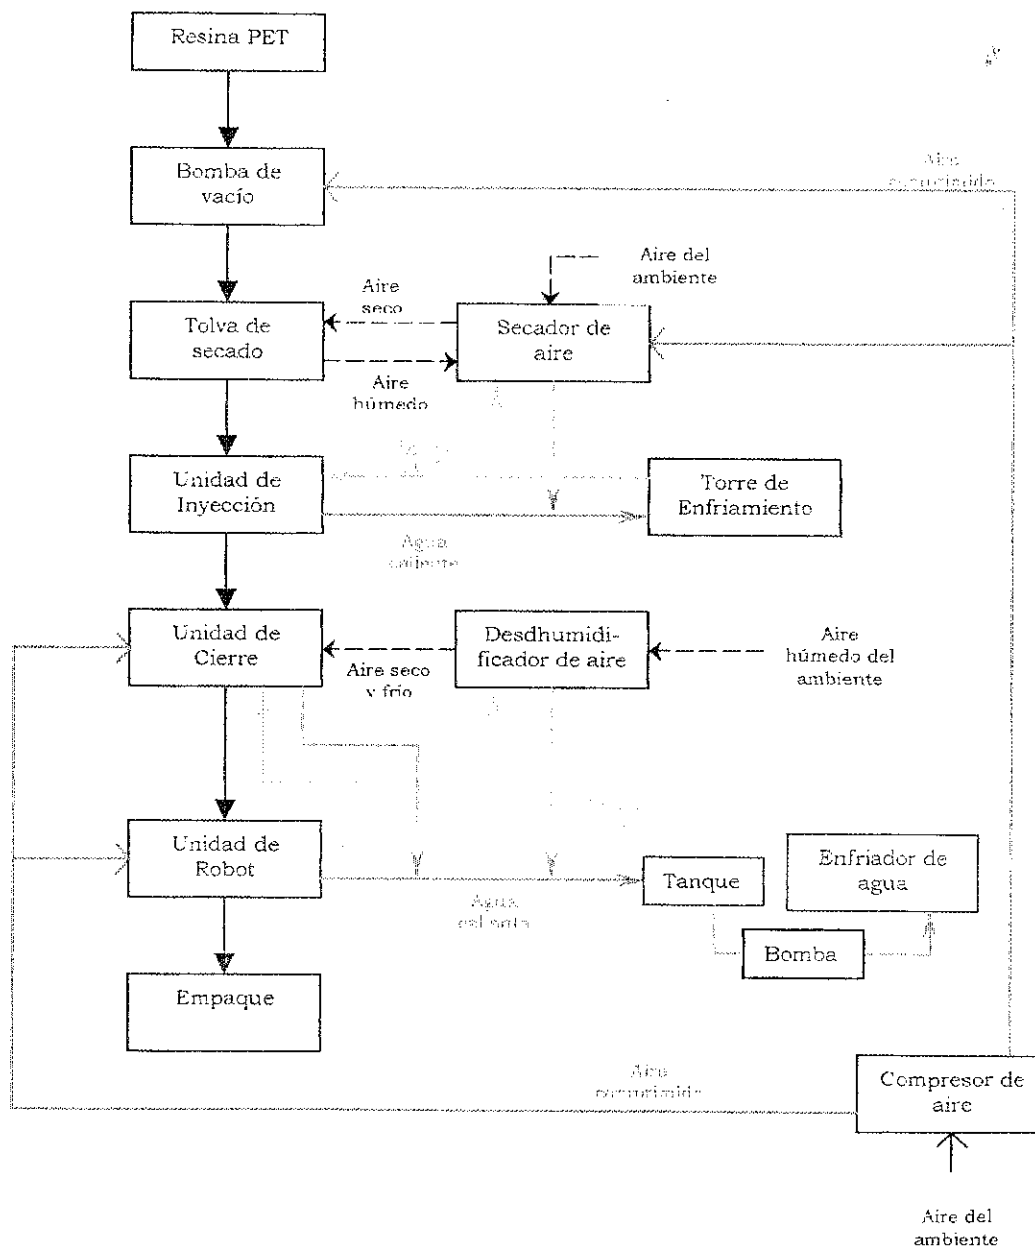 Resina PET
Bomba de
vacío
Aire
Aire del
ambiente
Aire
seco
Tolva de
secado
Secador de
aire
Aire
húmedo
Unidad de
Inyección
Torre de
Enfriamiento
Agua
caliente
Unidad de
Cierre
Desdhumidi-
ficador de aire
Aire
húmedo del
ambiente
Aire seco
y frío
Unidad de
Robot
Tanque
Enfriador de
agua
Agua
Bomba
Empaque
Aire
Compresor de
aire
Aire del
ambiente